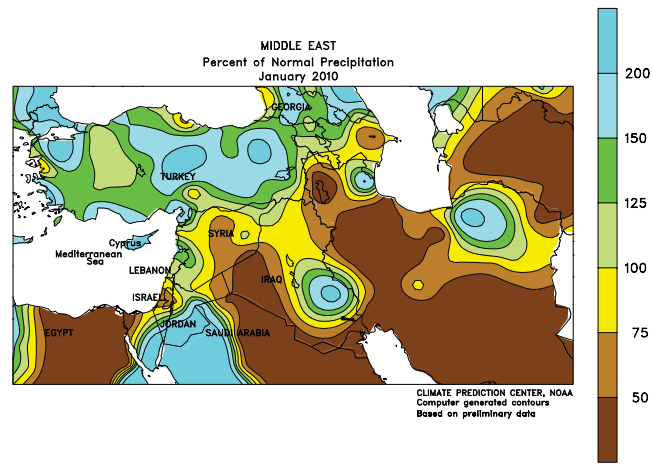 MIDDLE EAST
Percent of Normal Precipitation
January 2010
GEORGIA
TURKEY
SYRIA
Cyprus
Mediterranean
Sea
LEBANON
IRAQ
ISRAEL
JORDAN
EGYPT
SAUDI ARABIA
200
150
125
100
75
50
CLIMATE PREDICTION CENTER, NOAA
Computer generated contours
Based on preliminary data